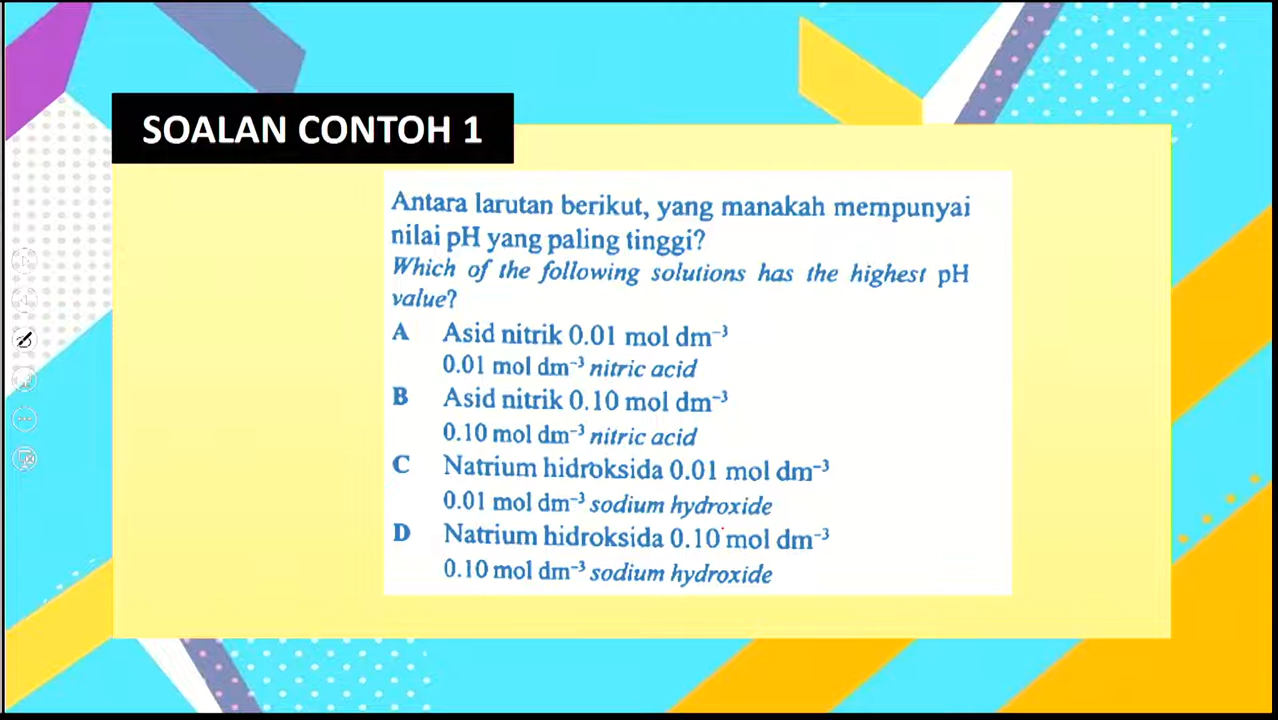 SOALAN CONTOH 1
Antara larutan berikut, yang manakah mempunyai
nilai pH yang paling tinggi?
Which of the following solutions has the highest pH
value?
A Asid nitrik 0.01 mol dm⁻³
0.01 mol dm⁻³ nitric acid
B Asid nitrik 0.10 mol dm⁻³
0.10 mol dm⁻³ nitric acid
C Natrium hidroksida 0.01 mol dm⁻³
0.01 mol dm⁻³ sodium hydroxide
D Natrium hidroksida 0.10 mol dm⁻³
0.10 mol dm⁻³ sodium hydroxide